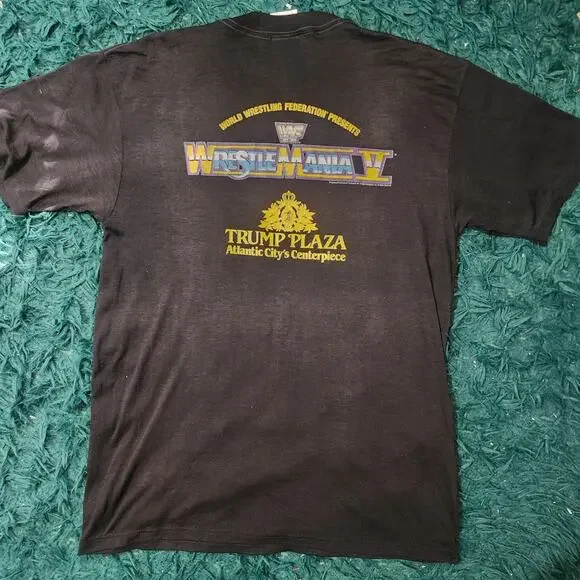 WORLD WRESTLING FEDERATION PRESENTS
WF
WRESTLEMANIA V
TRUMP PLAZA
Atlantic City's Centerpiece